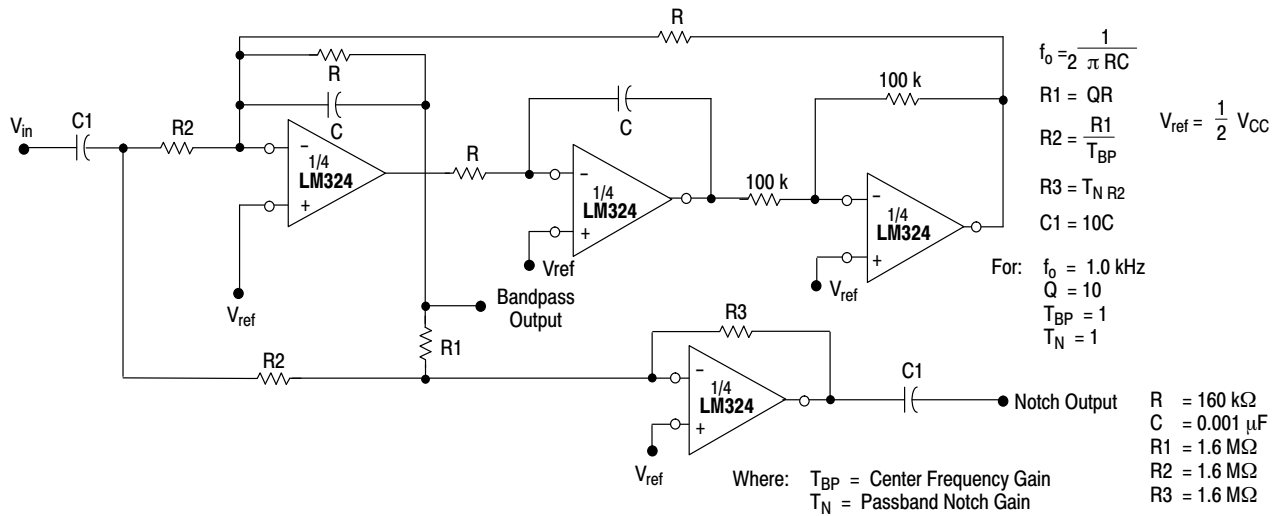 R
R
C
V_in
C1
R2
–
+
1/4
LM324
V_ref
R
C
–
+
1/4
LM324
Vref
100 k
100 k
–
+
1/4
LM324
V_ref
Bandpass
Output
R1
R2
R3
–
+
1/4
LM324
V_ref
C1
Notch Output
f_o = 2 1/π RC
R1 = QR
R2 = R1/T_BP
R3 = T_N R2
C1 = 10C
V_ref = 1/2 V_CC
For: f_o = 1.0 kHz
Q = 10
T_BP = 1
T_N = 1
R = 160 kΩ
C = 0.001 μF
R1 = 1.6 MΩ
R2 = 1.6 MΩ
R3 = 1.6 MΩ
Where: T_BP = Center Frequency Gain
T_N = Passband Notch Gain